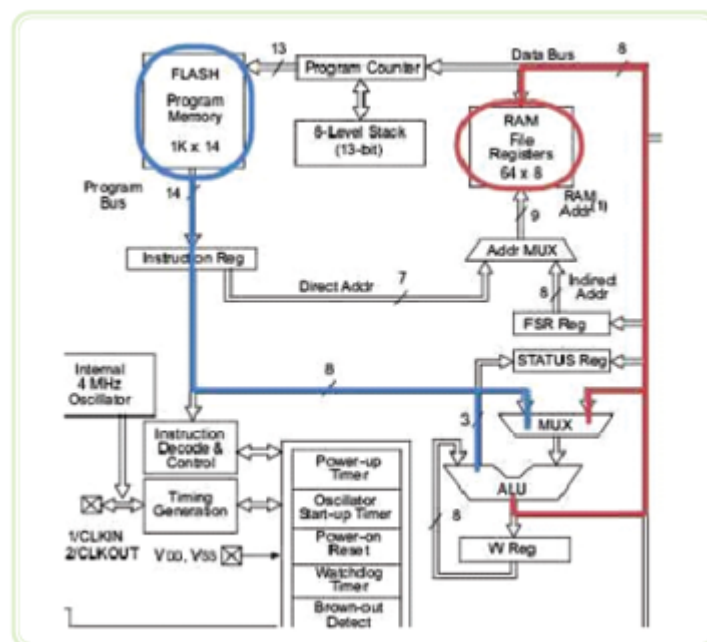 FLASH
Program
Memory
1K x 14
13
Program Counter
8-Level Stack
(13-bit)
Data Bus
8
RAM
File
Registers
64 x 8
Program
Bus
14
RAM
Addr(1)
9
Addr MUX
Instruction Reg
Direct Addr
7
8
Indirect
Addr
FSR Reg
STATUS Reg
Internal
4 MHz
Oscillator
8
3
MUX
Instruction
Decode &
Control
Timing
Generation
ALU
8
W Reg
1/CLKIN
2/CLKOUT
VDD, VSS
Power-up
Timer
Oscillator
Start-up Timer
Power-on
Reset
Watchdog
Timer
Brown-out
Detect